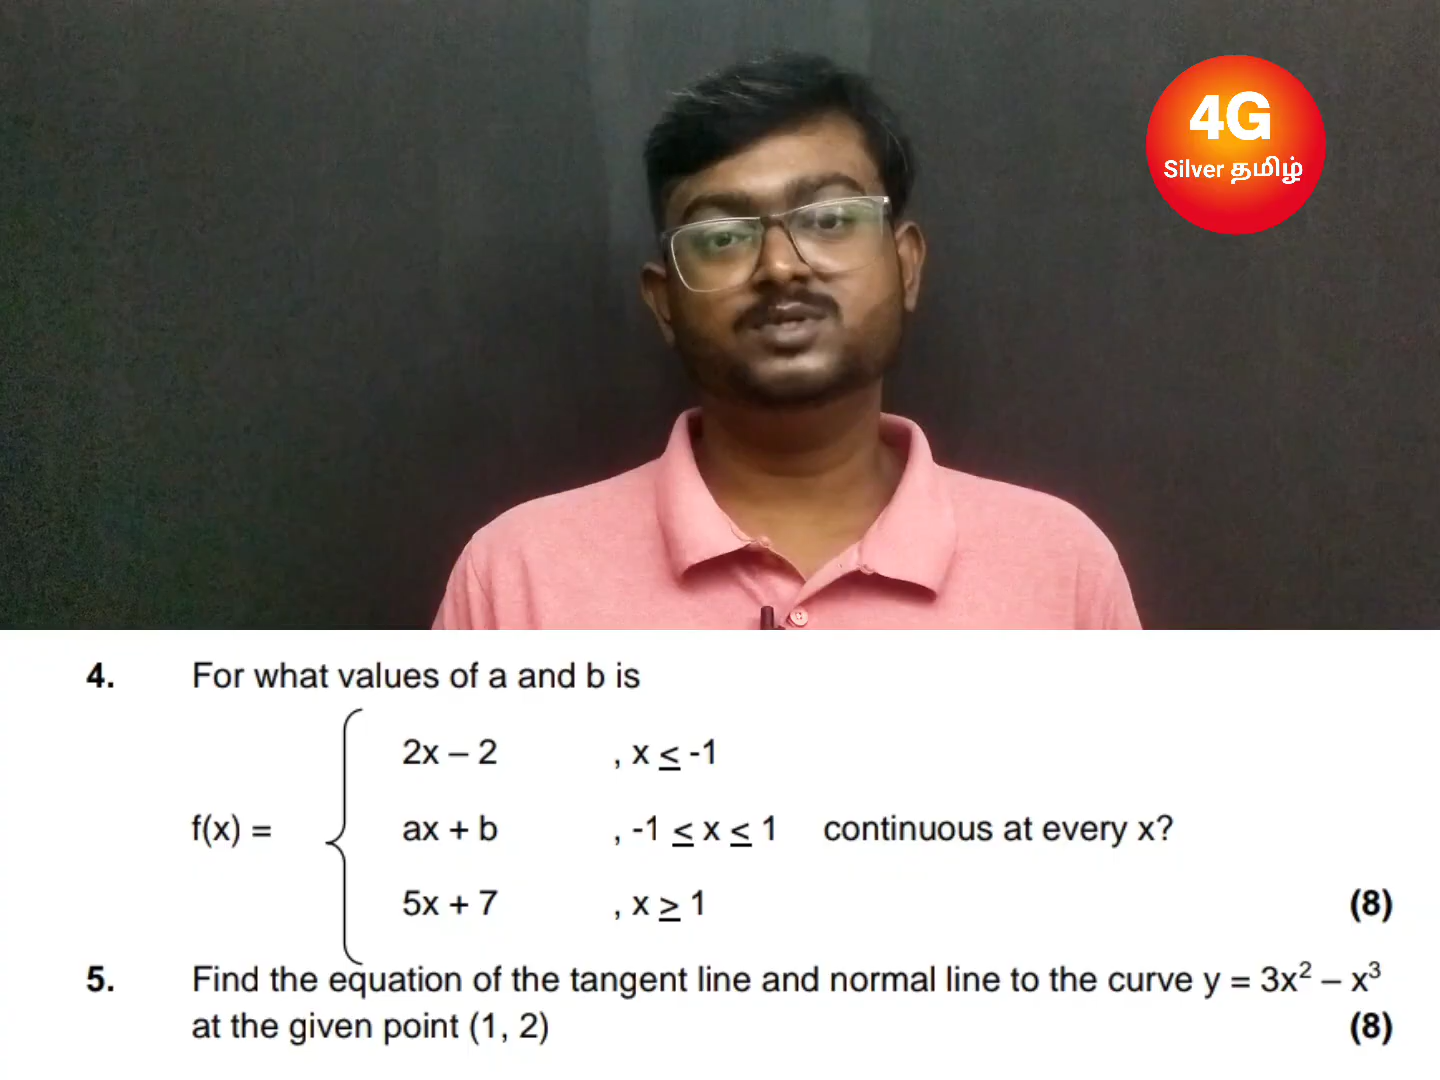 4G
Silver தமிழ்
4. For what values of a and b is
2x – 2 , x ≤ -1
f(x) = ax + b , -1 ≤ x ≤ 1 continuous at every x?
5x + 7 , x ≥ 1 (8)
5. Find the equation of the tangent line and normal line to the curve y = 3x² – x³
at the given point (1, 2) (8)